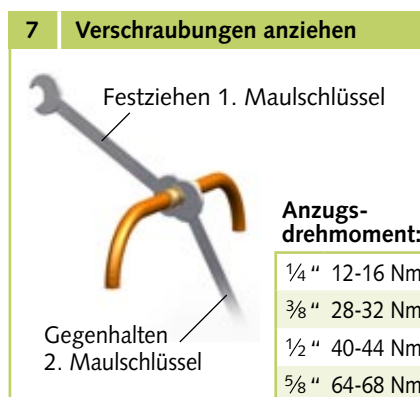 7 Verschraubungen anziehen
Festziehen 1. Maulschlüssel
Gegenhalten
2. Maulschlüssel
Anzugs-
drehmoment:
¼ “ 12-16 Nm
⅜ “ 28-32 Nm
½ “ 40-44 Nm
⅝ “ 64-68 Nm